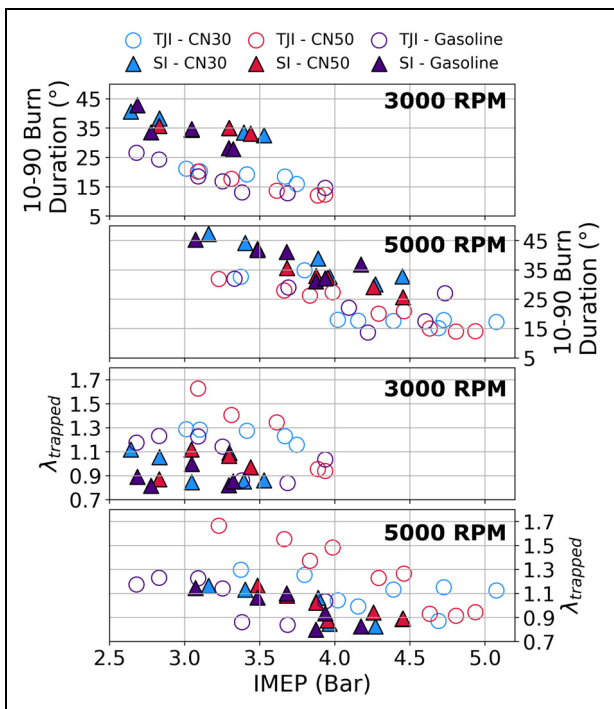 TJI - CN30 TJI - CN50 TJI - Gasoline
SI - CN30 SI - CN50 SI - Gasoline
3000 RPM
10-90 Burn
Duration (°)
45
35
25
15
5
5000 RPM
10-90 Burn
Duration (°)
45
35
25
15
5
3000 RPM
λtrapped
1.7
1.5
1.3
1.1
0.9
0.7
5000 RPM
λtrapped
1.7
1.5
1.3
1.1
0.9
0.7
2.5 3.0 3.5 4.0 4.5 5.0
IMEP (Bar)